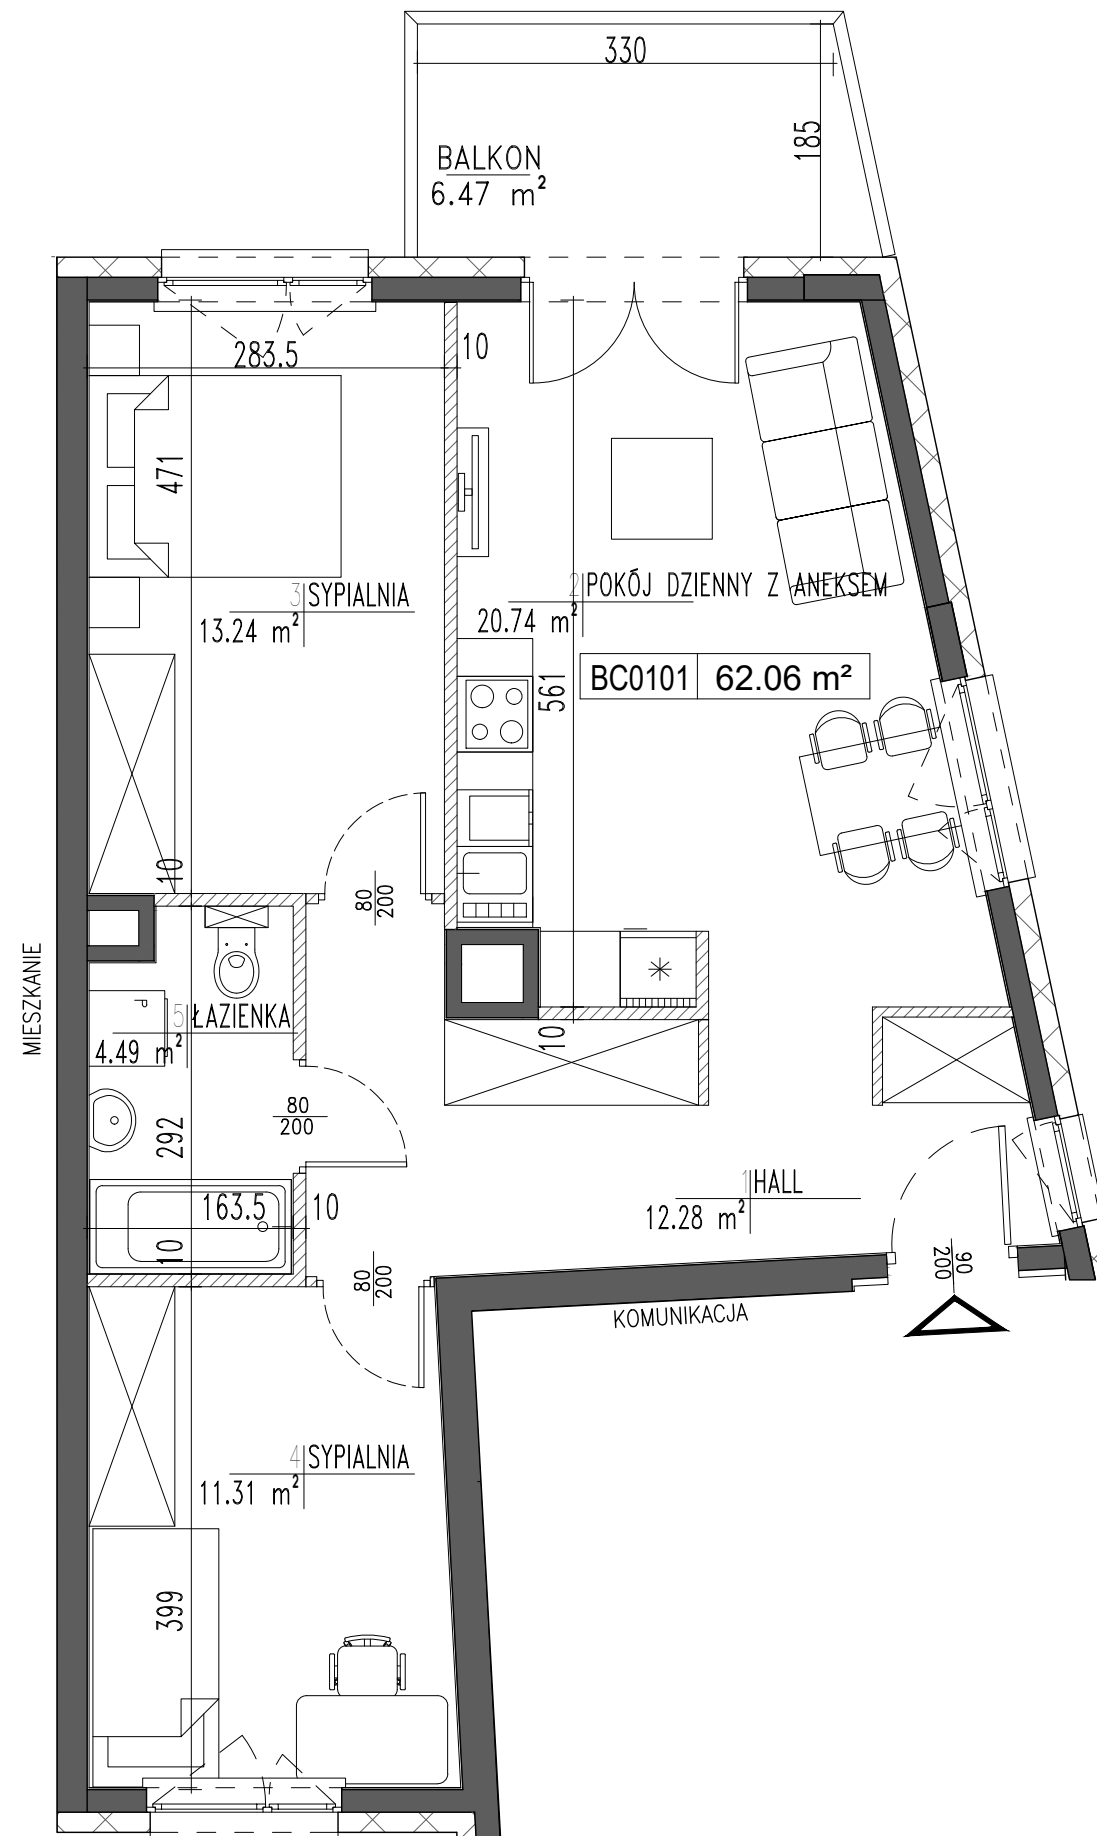 330
185
BALKON
6.47 m²
283.5
10
471
3 SYPIALNIA
13.24 m²
2 POKÓJ DZIENNY Z ANEKSEM
20.74 m²
BC0101 62.06 m²
561
10
80
200
MIESZKANIE
P
5 ŁAZIENKA
4.49 m²
10
80
200
292
163.5
10
10
1 HALL
12.28 m²
80
200
90
200
KOMUNIKACJA
4 SYPIALNIA
11.31 m²
399